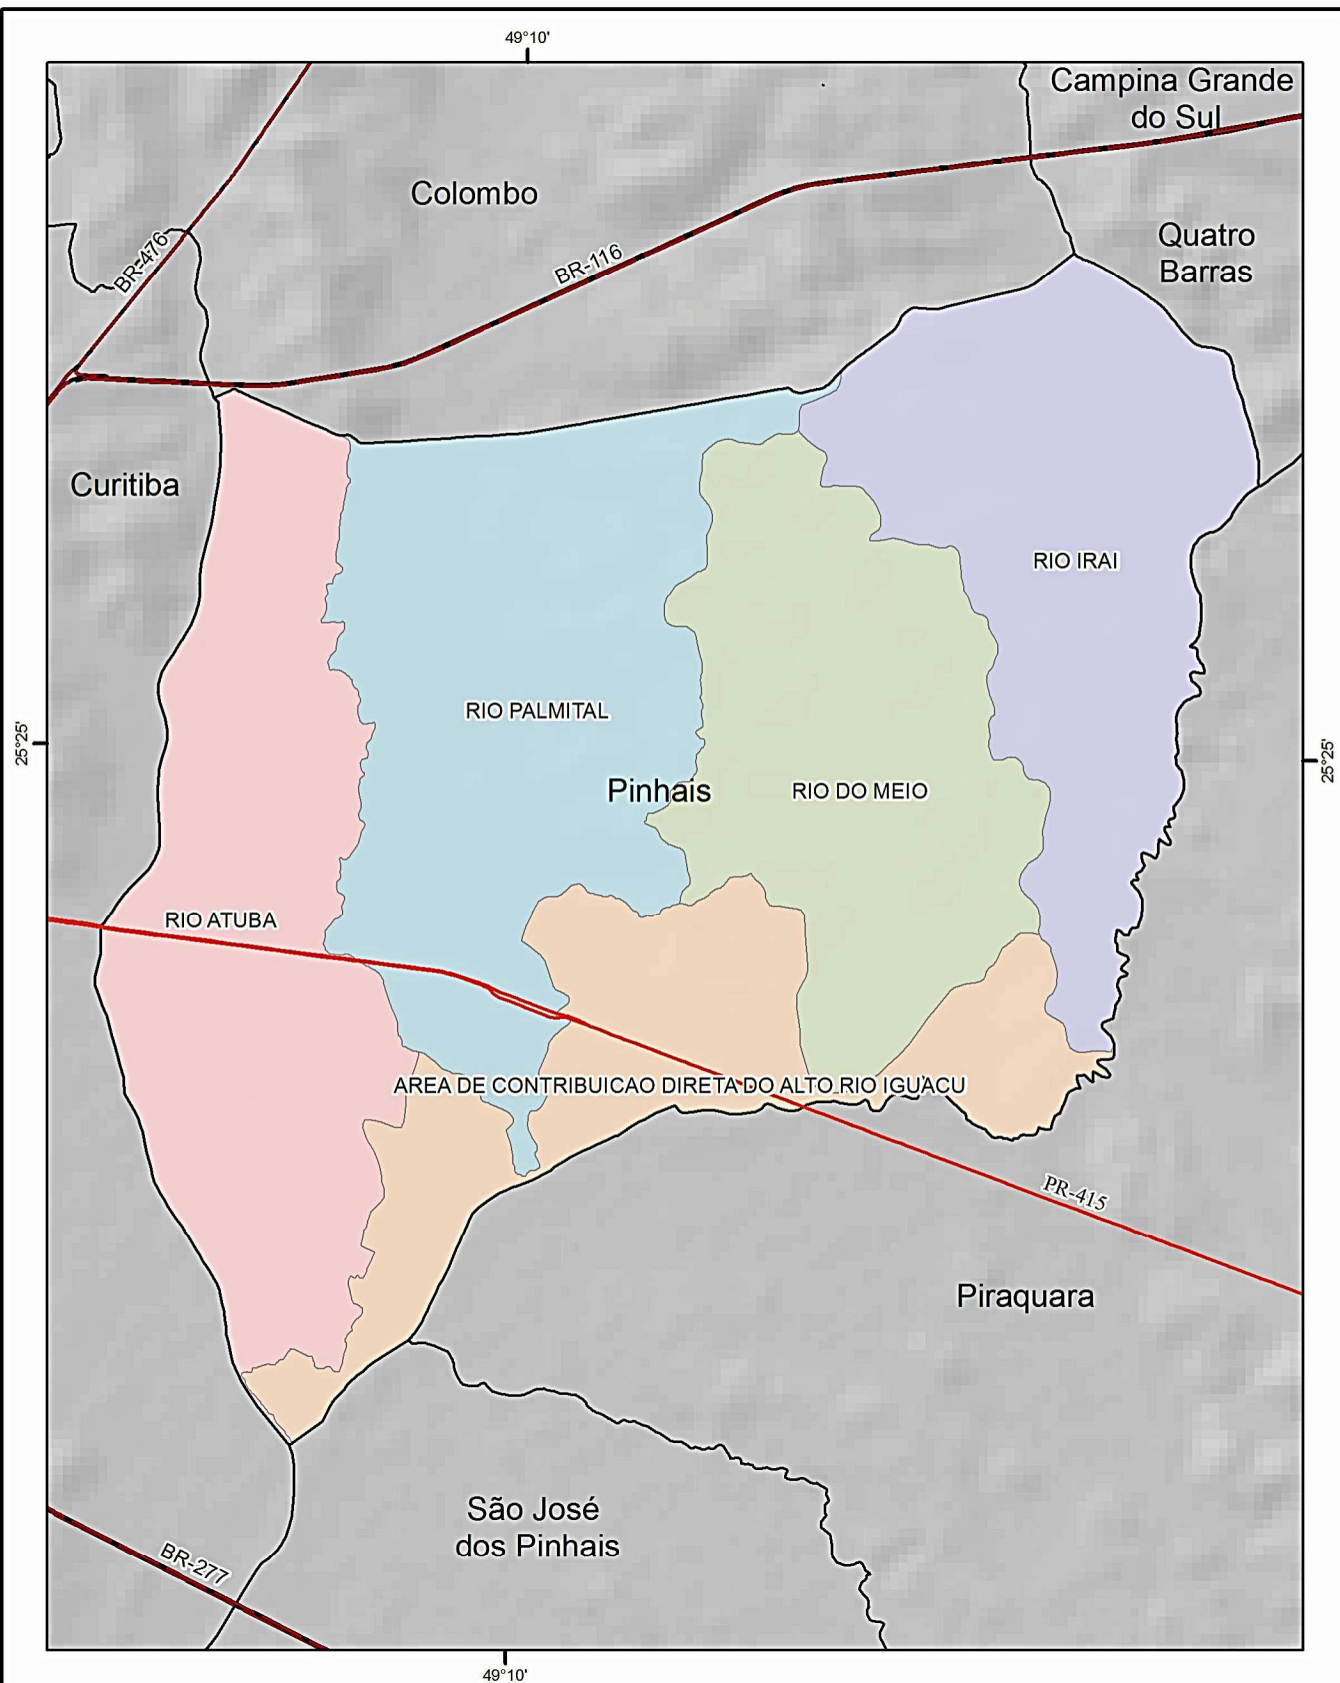 49°10'
Campina Grande
do Sul
Colombo
Quatro
Barras
BR-476
BR-116
Curitiba
RIO IRAI
RIO PALMITAL
25°25'
25°25'
Pinhais
RIO DO MEIO
RIO ATUBA
AREA DE CONTRIBUICAO DIRETA DO ALTO RIO IGUACU
PR-415
Piraquara
São José
dos Pinhais
BR-277
49°10'